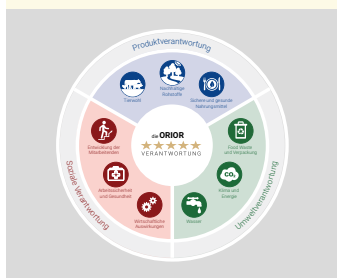 Produktverantwortung
Tierwohl
Nachhaltige
Rohstoffe
Sichere und gesunde
Nahrungsmittel
die ORIOR
VERANTWORTUNG
Entwicklung der
Mitarbeitenden
Food Waste
und Verpackung
Arbeitssicherheit
und Gesundheit
CO₂
Klima und
Energie
Wirtschaftliche
Auswirkungen
Wasser
Soziale Verantwortung
Umweltverantwortung